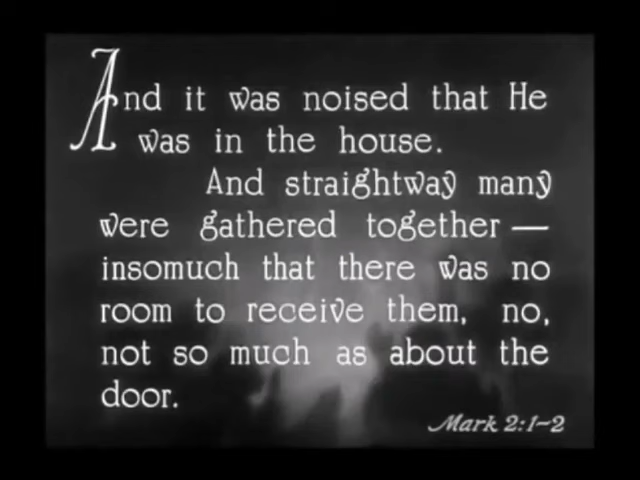 And it was noised that He
was in the house.
And straightway many
were gathered together —
insomuch that there was no
room to receive them, no,
not so much as about the
door.
Mark 2:1-2